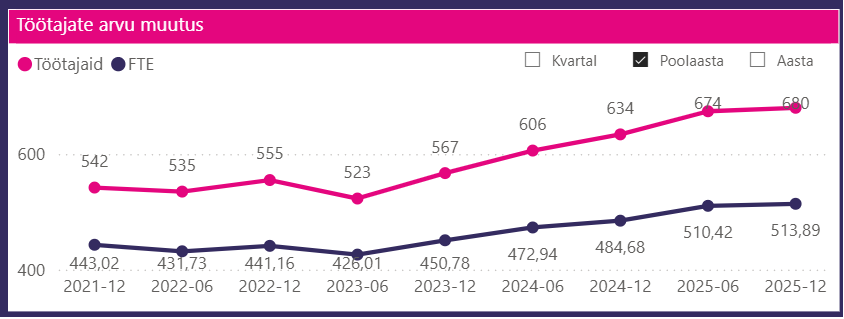 Töötajate arvu muutus
Töötajaid FTE Kvartal Poolaasta Aasta
600
400
542 535 555 523 567 606 634 674 680
443,02 431,73 441,16 426,01 450,78 472,94 484,68 510,42 513,89
2021-12 2022-06 2022-12 2023-06 2023-12 2024-06 2024-12 2025-06 2025-12